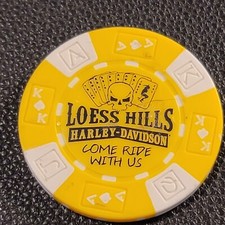 LOESS HILLS
HARLEY-DAVIDSON
COME RIDE
WITH US